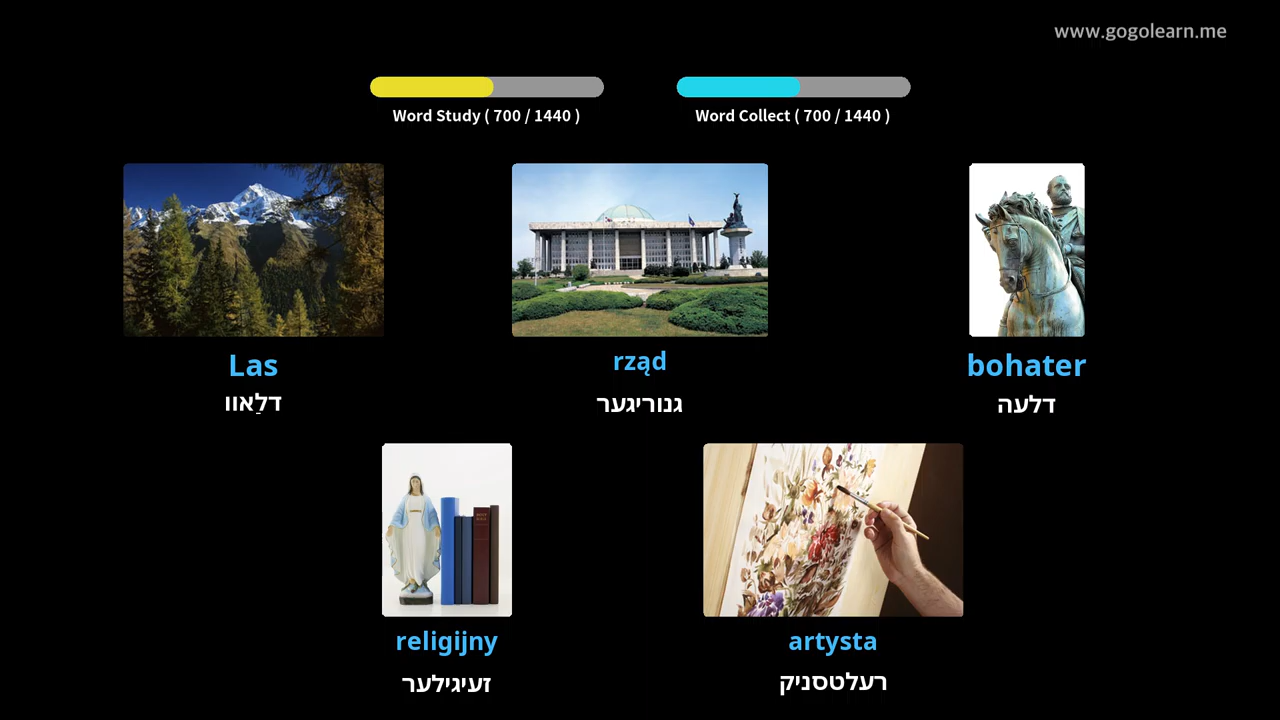 www.gogolearn.me
Word Study ( 700 / 1440 )
Word Collect ( 700 / 1440 )
Las
דלַאוו
rząd
גנוריגער
bohater
דלעה
religijny
זעיגילער
artysta
רעלטסניק